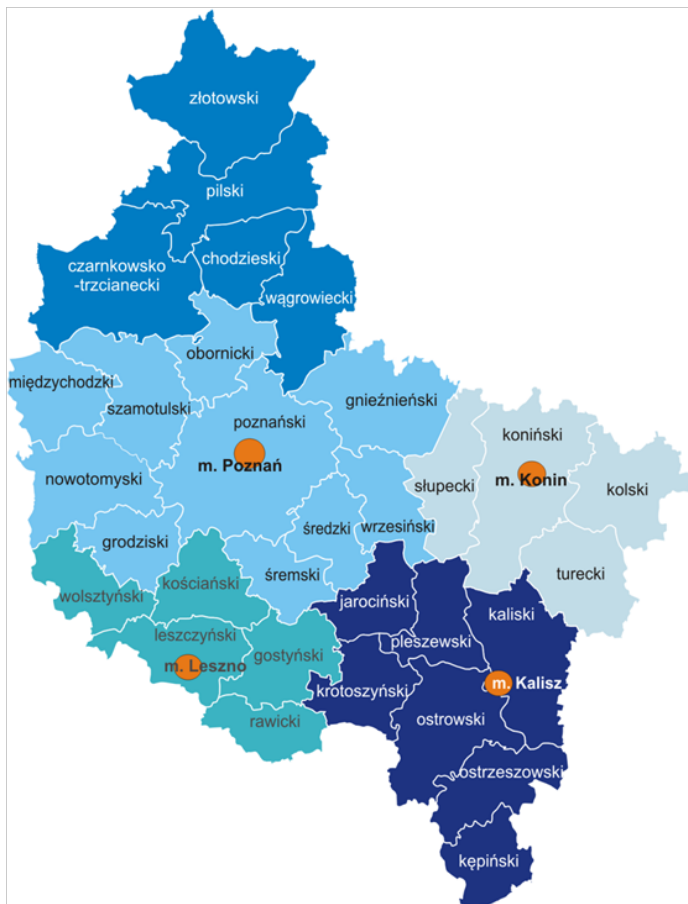 złotowski
pilski
chodzieski
czarnkowsko
-trzcianecki
wągrowiecki
obornicki
międzychodzki
szamotulski
gnieźnieński
poznański
m. Poznań
koniński
nowotomyski
słupecki
m. Konin
kolski
średzki
wrzesiński
grodziski
śremski
kościański
turecki
wolsztyński
jarociński
kaliski
leszczyński
pleszewski
gostyński
m. Leszno
m. Kalisz
krotoszyński
ostrowski
rawicki
ostrzeszowski
kępiński